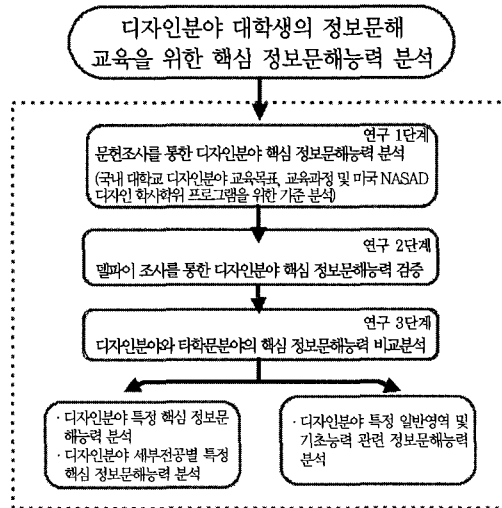 디자인분야 대학생의 정보문해
교육을 위한 핵심 정보문해능력 분석
연구 1단계
문헌조사를 통한 디자인분야 핵심 정보문해능력 분석
(국내 대학교 디자인분야 교육목표, 교육과정 및 미국 NASAD
디자인 학사학위 프로그램을 위한 기준 분석)
연구 2단계
델파이 조사를 통한 디자인분야 핵심 정보문해능력 검증
연구 3단계
디자인분야와 타학문분야의 핵심 정보문해능력 비교분석
· 디자인분야 특정 핵심 정보문
해능력 분석
· 디자인분야 세부전공별 특정
핵심 정보문해능력 분석
· 디자인분야 특정 일반영역 및
기초능력 관련 정보문해능력
분석